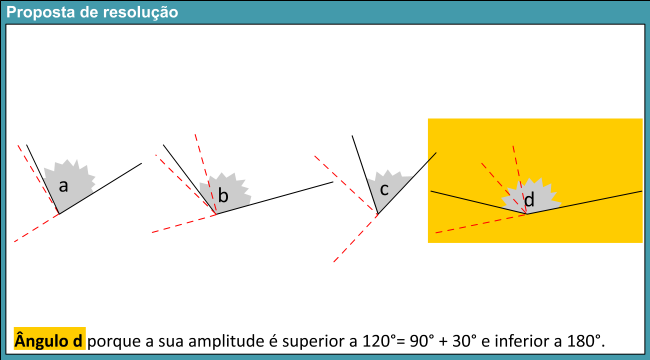 Proposta de resolução
a
b
c
d
Ângulo d porque a sua amplitude é superior a 120°= 90° + 30° e inferior a 180°.